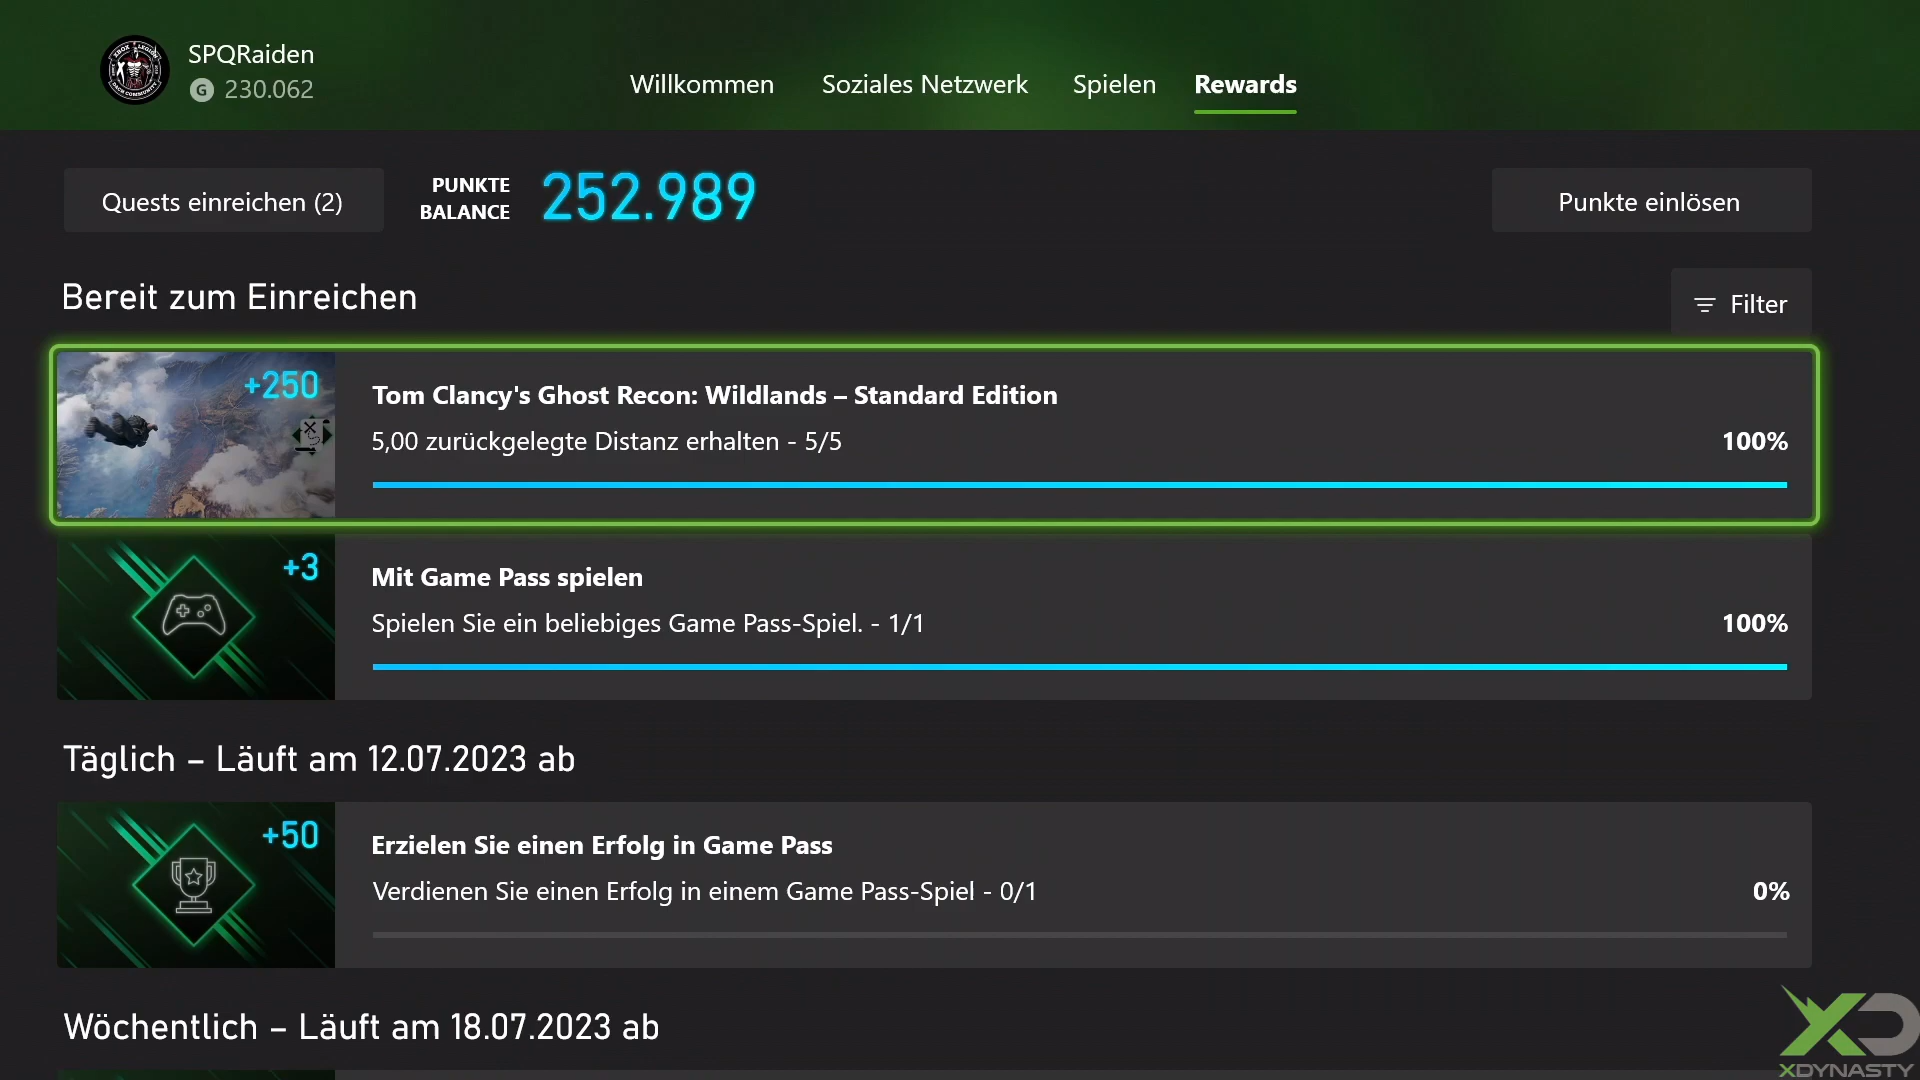 SPQRaiden
G 230.062
Willkommen
Soziales Netzwerk
Spielen
Rewards
Quests einreichen (2)
PUNKTE
BALANCE
252.989
Punkte einlösen
Bereit zum Einreichen
Filter
+250
Tom Clancy's Ghost Recon: Wildlands – Standard Edition
5,00 zurückgelegte Distanz erhalten - 5/5
100%
+3
Mit Game Pass spielen
Spielen Sie ein beliebiges Game Pass-Spiel. - 1/1
100%
Täglich – Läuft am 12.07.2023 ab
+50
Erzielen Sie einen Erfolg in Game Pass
Verdienen Sie einen Erfolg in einem Game Pass-Spiel - 0/1
0%
Wöchentlich – Läuft am 18.07.2023 ab
XD
XDYNASTY